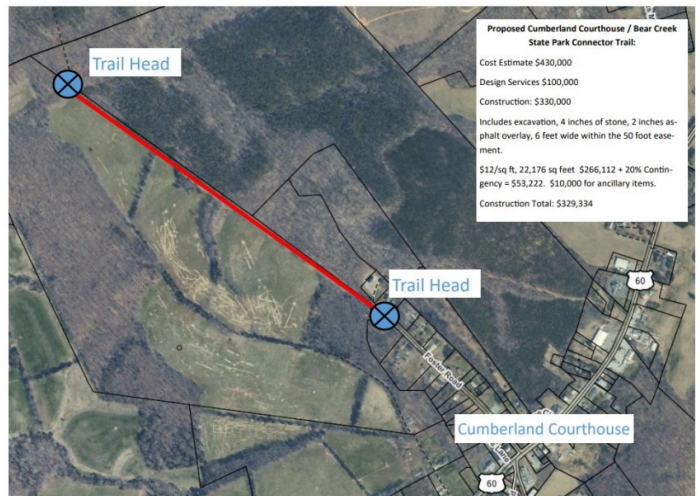 Proposed Cumberland Courthouse / Bear Creek
State Park Connector Trail:
Cost Estimate $430,000
Design Services $100,000
Construction: $330,000
Includes excavation, 4 inches of stone, 2 inches as-
phalt overlay, 6 feet wide within the 50 foot ease-
ment.
$12/sq ft, 22,176 sq feet $266,112 + 20% Contin-
gency = $53,222. $10,000 for ancillary items.
Construction Total: $329,334
Trail Head
Trail Head
60
Foster Road
Cumberland Courthouse
Lane
60